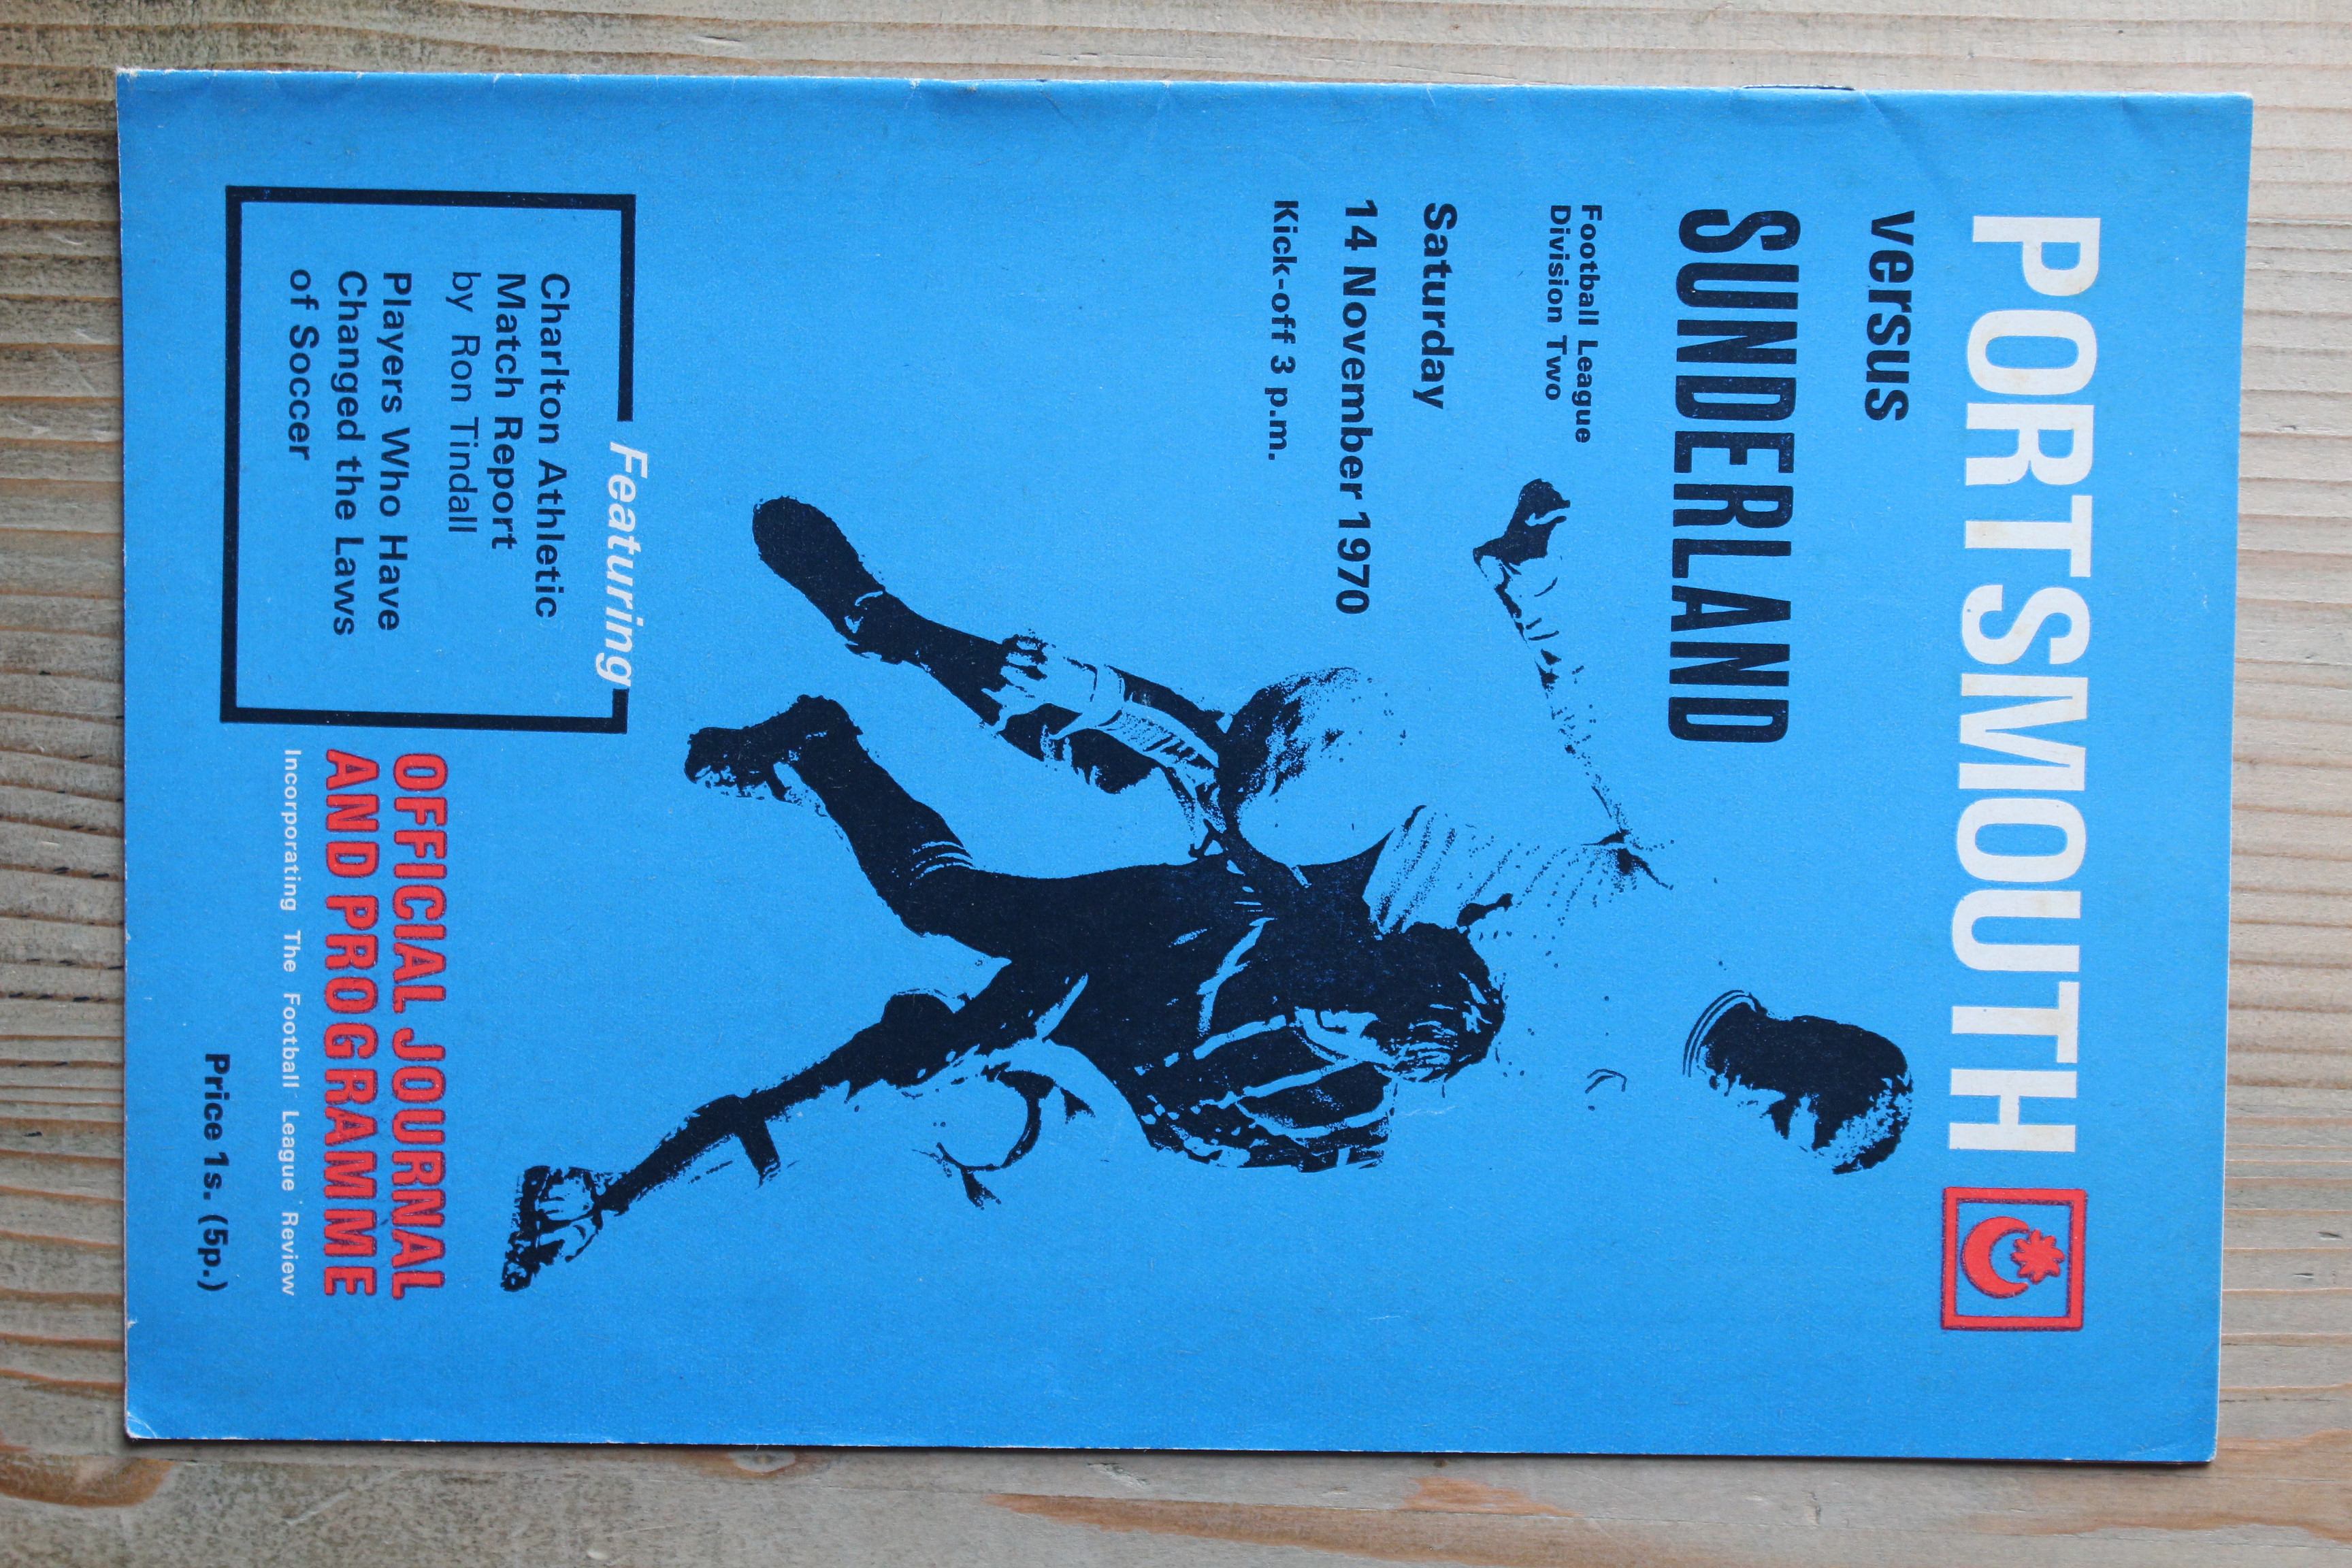 PORTSMOUTH
versus
SUNDERLAND
Football League
Division Two
Saturday
14 November 1970
Kick-off 3 p.m.
Featuring
Charlton Athletic
Match Report
by Ron Tindall
Players Who Have
Changed the Laws
of Soccer
OFFICIAL JOURNAL
AND PROGRAMME
Incorporating The Football League Review
Price 1s. (5p.)